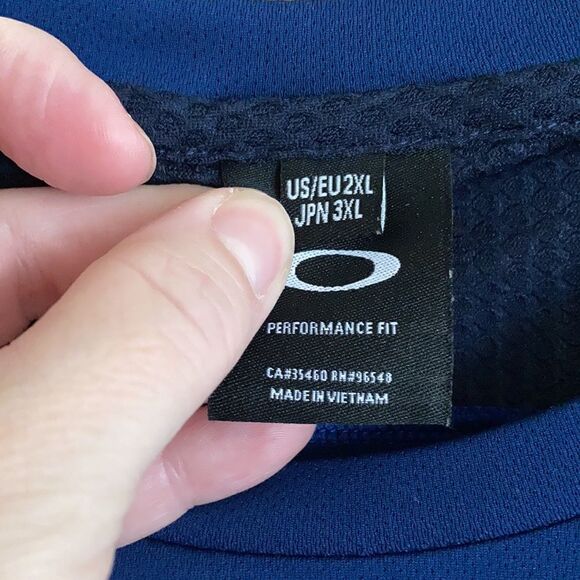 US/EU 2XL
JPN 3XL
PERFORMANCE FIT
CA#35460 RN#96548
MADE IN VIETNAM